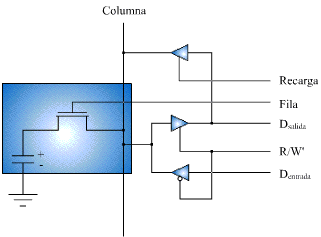 Columna
Recarga
Fila
Dsalida
R/W'
Dentrada
+
-